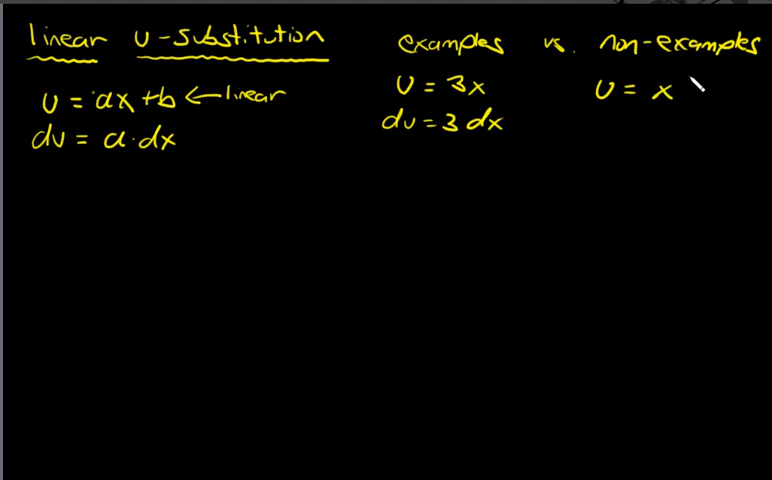 linear u-substitution
u = ax + b ← linear
du = a · dx
examples vs. non-examples
u = 3x
du = 3 dx
u = x